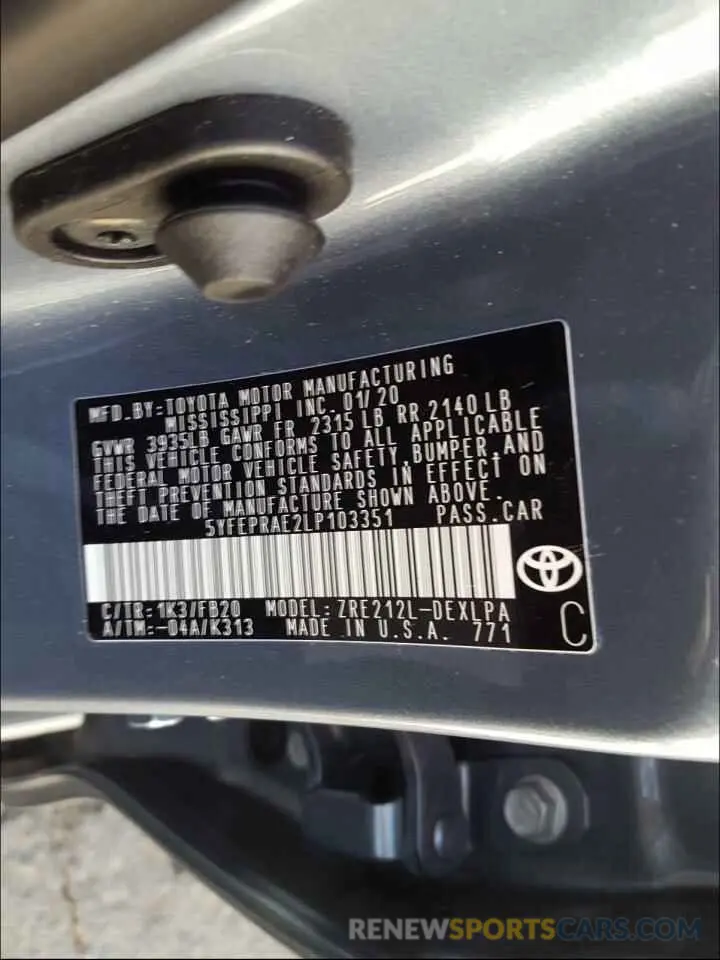 MFD.BY:TOYOTA MOTOR MANUFACTURING
MISSISSIPPI INC. 01/20
GVWR 3935LB GAWR FR 2315 LB RR 2140 LB
THIS VEHICLE CONFORMS TO ALL APPLICABLE
FEDERAL MOTOR VEHICLE SAFETY,BUMPER,AND
THEFT PREVENTION STANDARDS IN EFFECT ON
THE DATE OF MANUFACTURE SHOWN ABOVE.
5YFEPRAE2LP103351 PASS.CAR
C/TR:1K3/FB20 MODEL:ZRE212L-DEXLPA
A/TM:-04A/K313 MADE IN U.S.A. 771
C
RENEWSPORTSCARS.COM